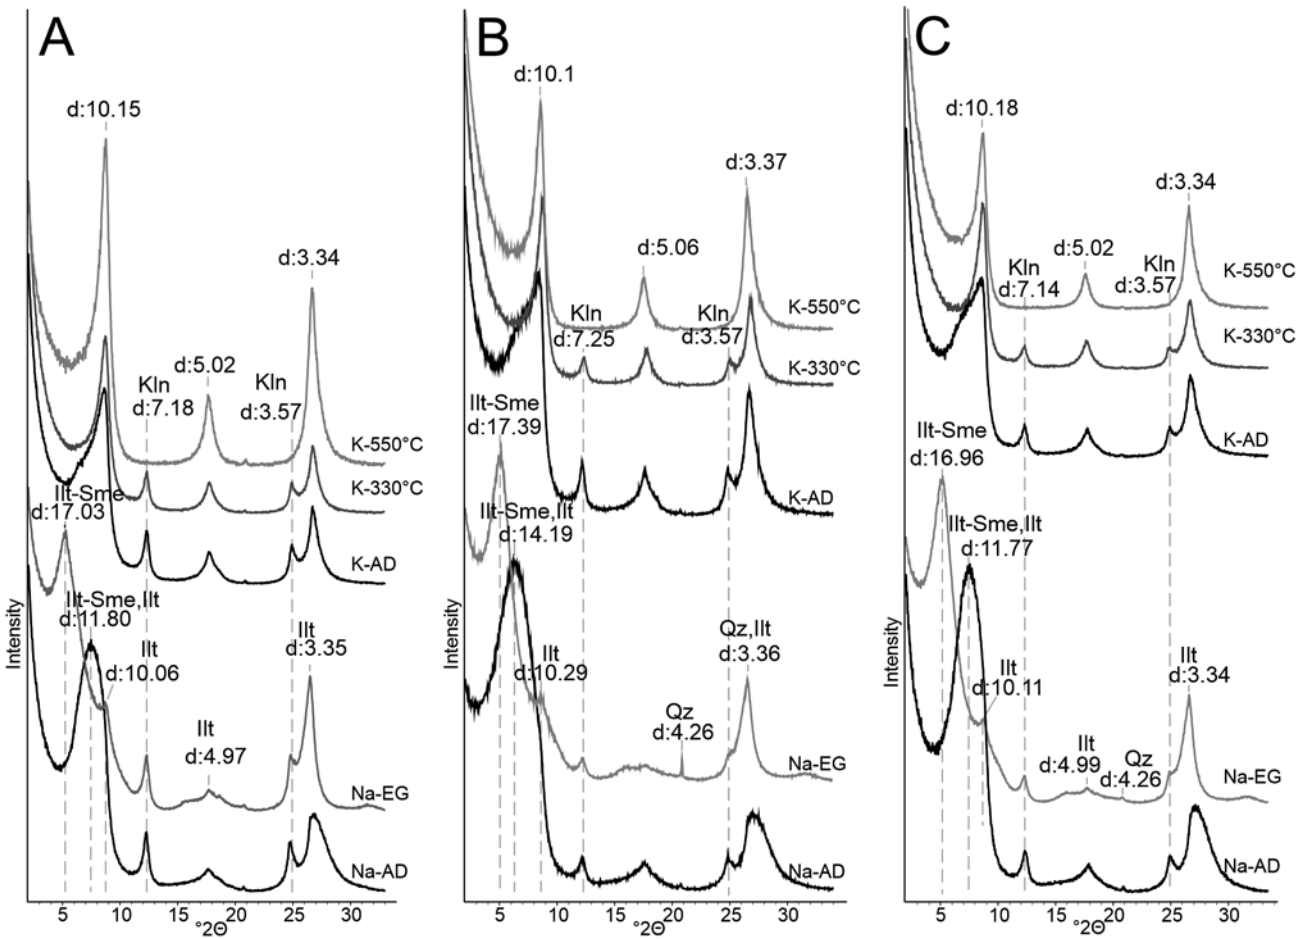 A
d:10.15
d:3.34
d:5.02
Kln
d:7.18
Kln
d:3.57
K-550°C
K-330°C
K-AD
Ilt-Sme
d:17.03
Ilt-Sme,Ilt
d:11.80
Ilt
d:10.06
Ilt
d:4.97
Ilt
d:3.35
Na-EG
Na-AD
Intensity
5 10 15 20 25 30
°2Θ
B
d:10.1
d:3.37
d:5.06
Kln
d:7.25
Kln
d:3.57
K-550°C
K-330°C
K-AD
Ilt-Sme
d:17.39
Ilt-Sme,Ilt
d:14.19
Ilt
d:10.29
Qz
d:4.26
Qz,Ilt
d:3.36
Na-EG
Na-AD
Intensity
5 10 15 20 25 30
°2Θ
C
d:10.18
d:3.34
d:5.02
Kln
d:7.14
Kln
d:3.57
K-550°C
K-330°C
K-AD
Ilt-Sme
d:16.96
Ilt-Sme,Ilt
d:11.77
Ilt
d:10.11
Ilt
d:4.99
Qz
d:4.26
Ilt
d:3.34
Na-EG
Na-AD
Intensity
5 10 15 20 25 30
°2Θ